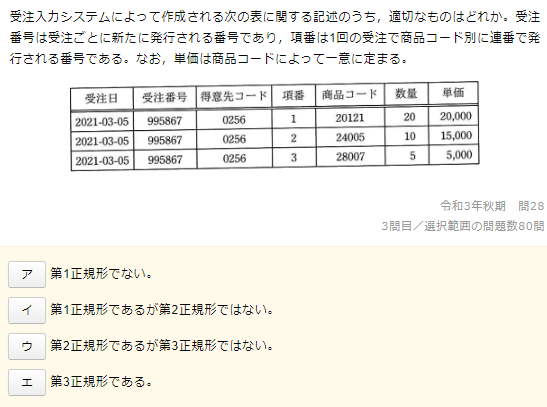 受注入力システムによって作成される次の表に関する記述のうち，適切なものはどれか。受注
番号は受注ごとに新たに発行される番号であり，項番は1回の受注で商品コード別に連番で発
行される番号である。なお，単価は商品コードによって一意に定まる。
受注日 受注番号 得意先コード 項番 商品コード 数量 単価
2021-03-05 995867 0256 1 20121 20 20,000
2021-03-05 995867 0256 2 24005 10 15,000
2021-03-05 995867 0256 3 28007 5 5,000
令和3年秋期 問28
3問目／選択範囲の問題数80問
ア 第1正規形でない。
イ 第1正規形であるが第2正規形ではない。
ウ 第2正規形であるが第3正規形ではない。
エ 第3正規形である。